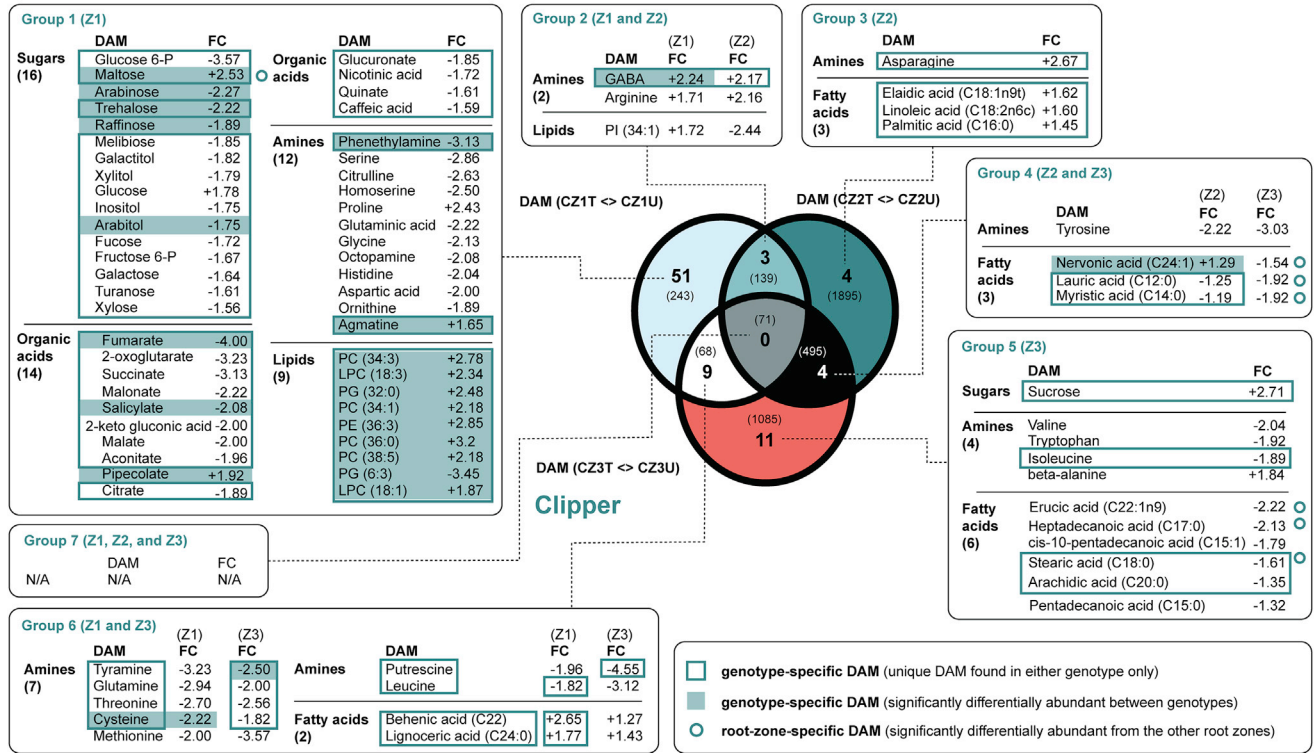 Group 1 (Z1)
DAM FC
Sugars (16)
Glucose 6-P -3.57
Maltose +2.53
Arabinose -2.27
Trehalose -2.22
Raffinose -1.89
Melibiose -1.85
Galactitol -1.82
Xylitol -1.79
Glucose +1.78
Inositol -1.75
Arabitol -1.75
Fucose -1.72
Fructose 6-P -1.67
Galactose -1.64
Turanose -1.61
Xylose -1.56
Organic acids (14)
Fumarate -4.00
2-oxoglutarate -3.23
Succinate -3.13
Malonate -2.22
Salicylate -2.08
2-keto gluconic acid -2.00
Malate -2.00
Aconitate -1.96
Pipecolate +1.92
Citrate -1.89
DAM FC
Organic acids
Glucuronate -1.85
Nicotinic acid -1.72
Quinate -1.61
Caffeic acid -1.59
Amines (12)
Phenethylamine -3.13
Serine -2.86
Citrulline -2.63
Homoserine -2.50
Proline +2.43
Glutaminic acid -2.22
Glycine -2.13
Octopamine -2.08
Histidine -2.04
Aspartic acid -2.00
Ornithine -1.89
Agmatine +1.65
Lipids (9)
PC (34:3) +2.78
LPC (18:3) +2.34
PG (32:0) +2.48
PC (34:1) +2.18
PE (36:3) +2.85
PC (36:0) +3.2
PC (38:5) +2.18
PG (6:3) -3.45
LPC (18:1) +1.87
Group 2 (Z1 and Z2)
(Z1) (Z2)
DAM FC FC
Amines (2)
GABA +2.24 +2.17
Arginine +1.71 +2.16
Lipids PI (34:1) +1.72 -2.44
Group 3 (Z2)
DAM FC
Amines Asparagine +2.67
Fatty acids (3)
Elaidic acid (C18:1n9t) +1.62
Linoleic acid (C18:2n6c) +1.60
Palmitic acid (C16:0) +1.45
Group 4 (Z2 and Z3)
(Z2) (Z3)
DAM FC FC
Amines Tyrosine -2.22 -3.03
Fatty acids (3)
Nervonic acid (C24:1) +1.29 -1.54
Lauric acid (C12:0) -1.25 -1.92
Myristic acid (C14:0) -1.19 -1.92
DAM (CZ1T <> CZ1U)
DAM (CZ2T <> CZ2U)
51
(243)
3
(139)
4
(1895)
(71)
0
(68)
9
(495)
4
(1085)
11
DAM (CZ3T <> CZ3U)
Clipper
Group 5 (Z3)
DAM FC
Sugars Sucrose +2.71
Amines (4)
Valine -2.04
Tryptophan -1.92
Isoleucine -1.89
beta-alanine +1.84
Fatty acids (6)
Erucic acid (C22:1n9) -2.22
Heptadecanoic acid (C17:0) -2.13
cis-10-pentadecanoic acid (C15:1) -1.79
Stearic acid (C18:0) -1.61
Arachidic acid (C20:0) -1.35
Pentadecanoic acid (C15:0) -1.32
Group 7 (Z1, Z2, and Z3)
DAM FC
N/A N/A N/A
Group 6 (Z1 and Z3)
(Z1) (Z3)
DAM FC FC
Amines (7)
Tyramine -3.23 -2.50
Glutamine -2.94 -2.00
Threonine -2.70 -2.56
Cysteine -2.22 -1.82
Methionine -2.00 -3.57
(Z1) (Z3)
DAM FC FC
Amines
Putrescine -1.96 -4.55
Leucine -1.82 -3.12
Fatty acids (2)
Behenic acid (C22) +2.65 +1.27
Lignoceric acid (C24:0) +1.77 +1.43
genotype-specific DAM (unique DAM found in either genotype only)
genotype-specific DAM (significantly differentially abundant between genotypes)
root-zone-specific DAM (significantly differentially abundant from the other root zones)